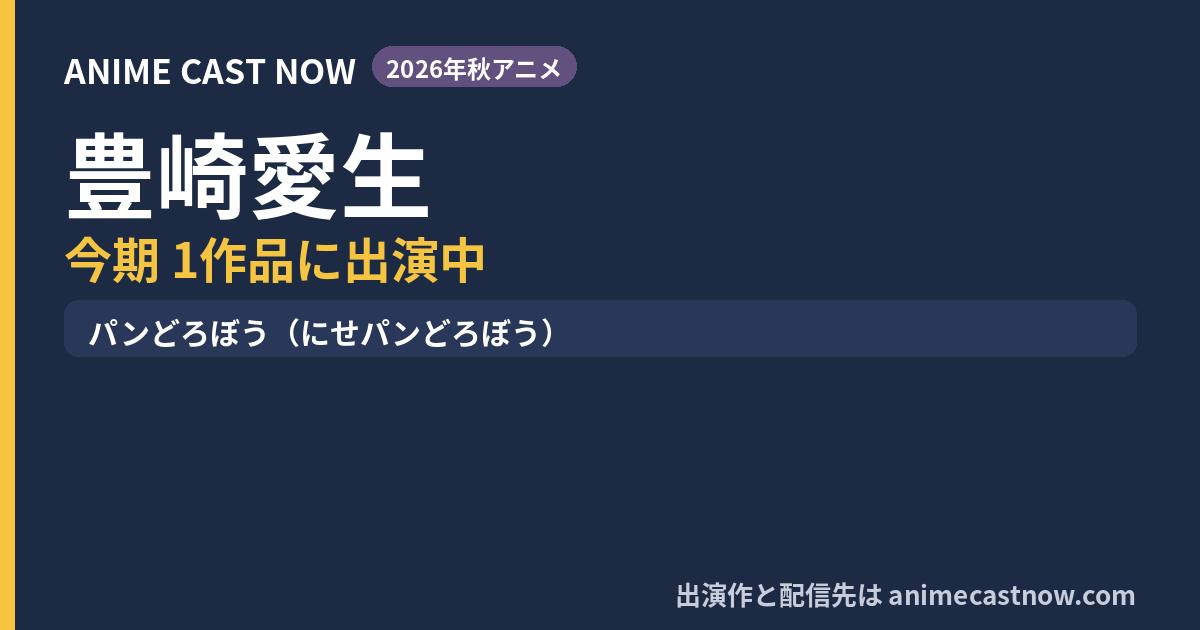 ANIME CAST NOW 2026年秋アニメ
豊崎愛生
今期 1作品に出演中
パンどろぼう（にせパンどろぼう）
出演作と配信先は animecastnow.com